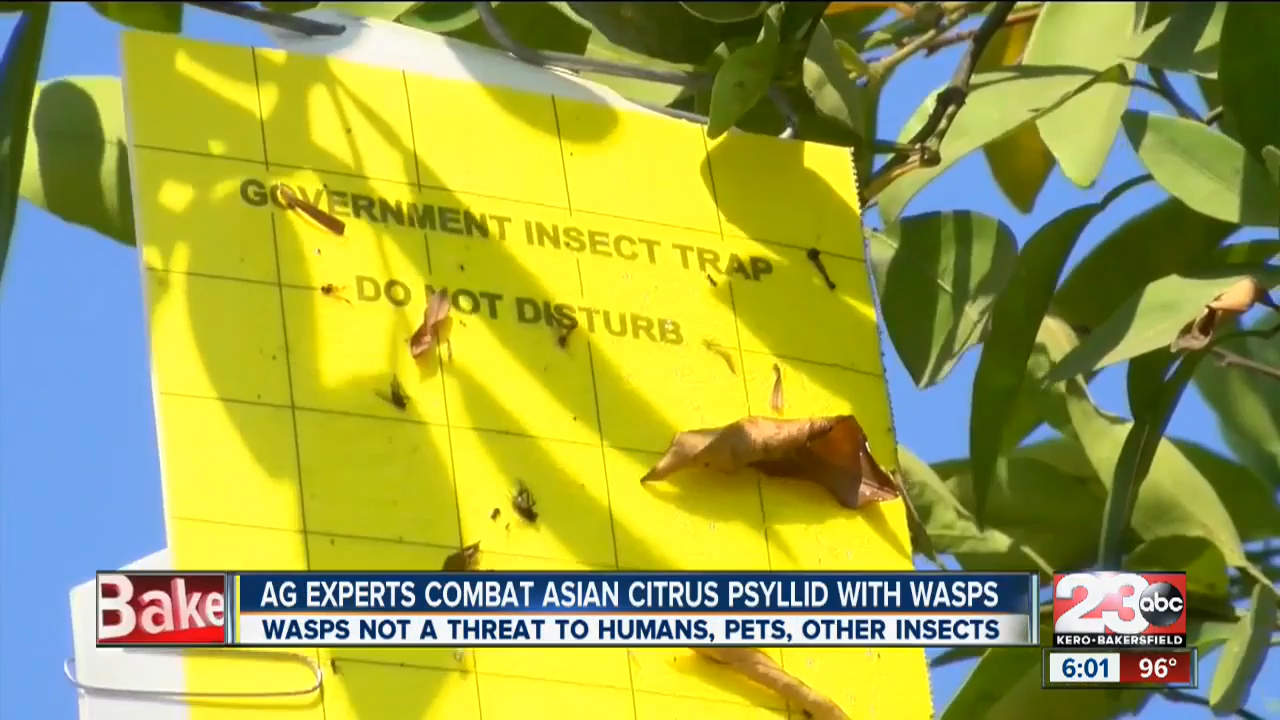 GOVERNMENT INSECT TRAP
DO NOT DISTURB
Bake
AG EXPERTS COMBAT ASIAN CITRUS PSYLLID WITH WASPS
WASPS NOT A THREAT TO HUMANS, PETS, OTHER INSECTS
23 abc
KERO-BAKERSFIELD
6:01 96°